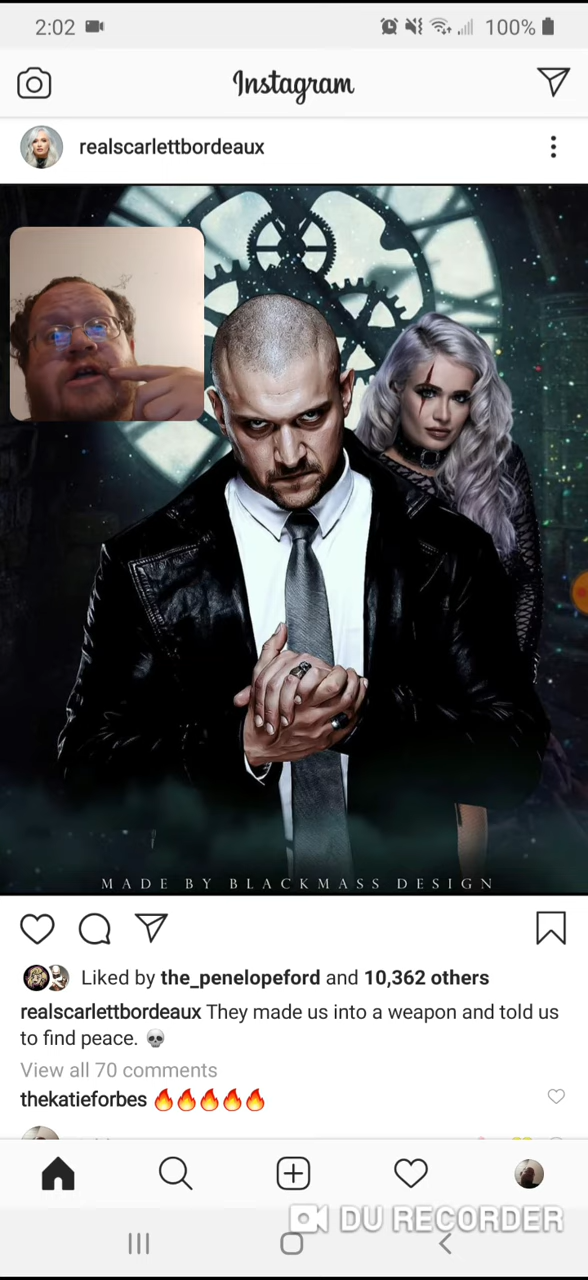 2:02 100%
Instagram
realscarlettbordeaux
MADE BY BLACKMASS DESIGN
Liked by the_penelopeford and 10,362 others
realscarlettbordeaux They made us into a weapon and told us
to find peace. 💀
View all 70 comments
thekatieforbes 🔥🔥🔥🔥🔥
DU RECORDER